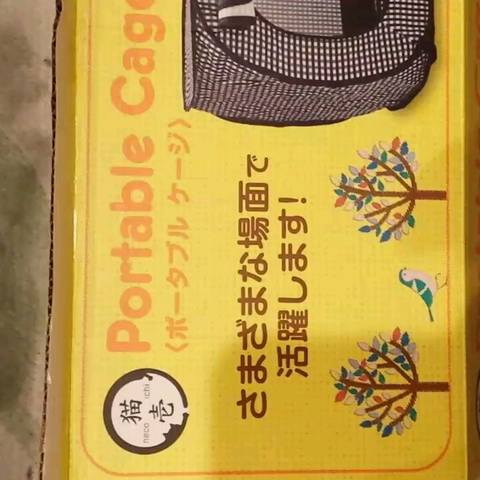 Portable Cage
〈ポータブル ケージ〉
猫壱
neco ichi
さまざまな場面で
活躍します!